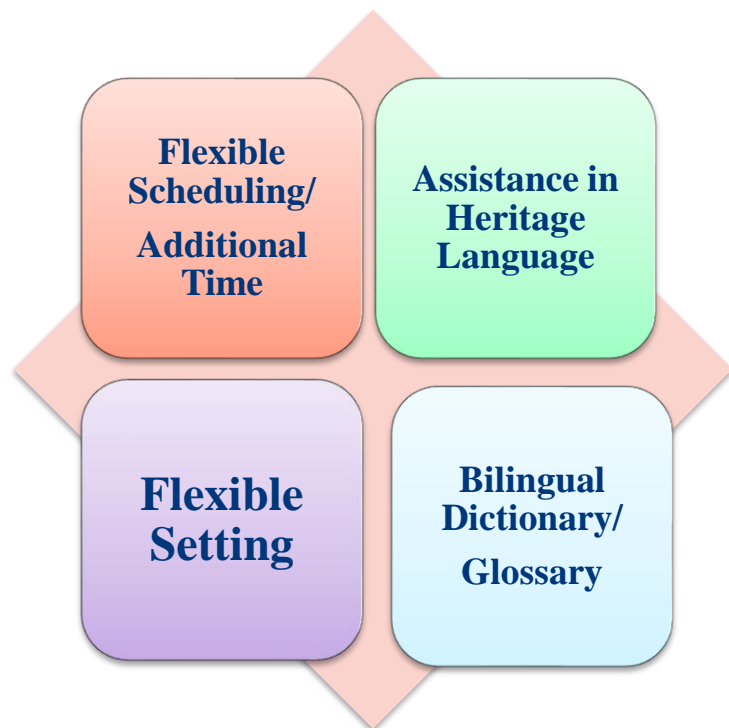 Flexible
Scheduling/
Additional
Time
Assistance in
Heritage
Language
Flexible
Setting
Bilingual
Dictionary/
Glossary